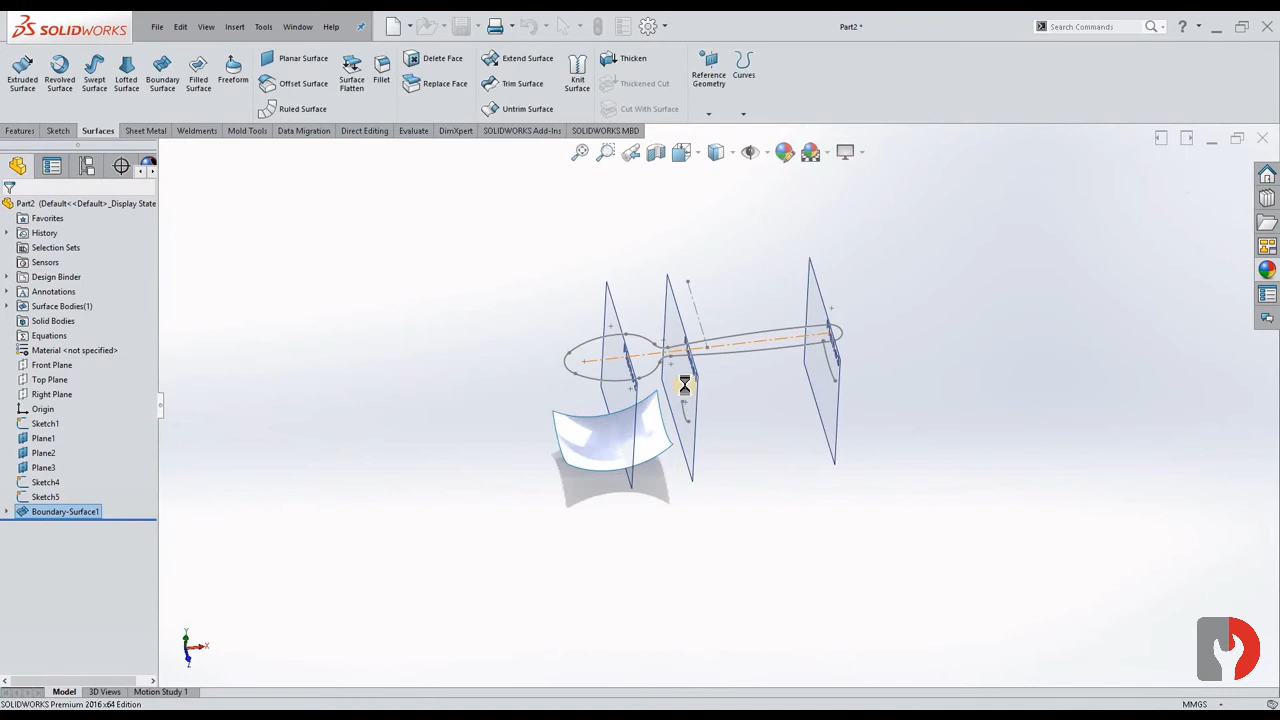 SOLIDWORKS
File
Edit
View
Insert
Tools
Window
Help
Part2 *
Search Commands
Extruded Surface
Revolved Surface
Swept Surface
Lofted Surface
Boundary Surface
Filled Surface
Freeform
Planar Surface
Offset Surface
Ruled Surface
Surface Flatten
Fillet
Delete Face
Replace Face
Extend Surface
Trim Surface
Untrim Surface
Knit Surface
Thicken
Thickened Cut
Cut With Surface
Reference Geometry
Curves
Features
Sketch
Surfaces
Sheet Metal
Weldments
Mold Tools
Data Migration
Direct Editing
Evaluate
DimXpert
SOLIDWORKS Add-Ins
SOLIDWORKS MBD
Part2 (Default<<Default>_Display State
Favorites
History
Selection Sets
Sensors
Design Binder
Annotations
Surface Bodies(1)
Solid Bodies
Equations
Material <not specified>
Front Plane
Top Plane
Right Plane
Origin
Sketch1
Plane1
Plane2
Plane3
Sketch4
Sketch5
Boundary-Surface1
Y
X
Z
Model
3D Views
Motion Study 1
SOLIDWORKS Premium 2016 x64 Edition
MMGS